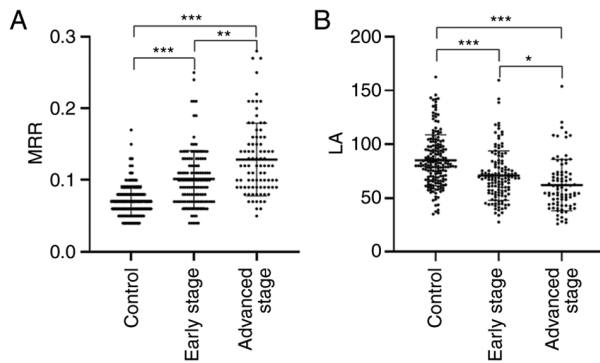 A
***
***
**
0.3
0.2
0.1
0.0
MRR
Control
Early stage
Advanced
stage
B
***
***
*
200
150
100
50
0
LA
Control
Early stage
Advanced
stage